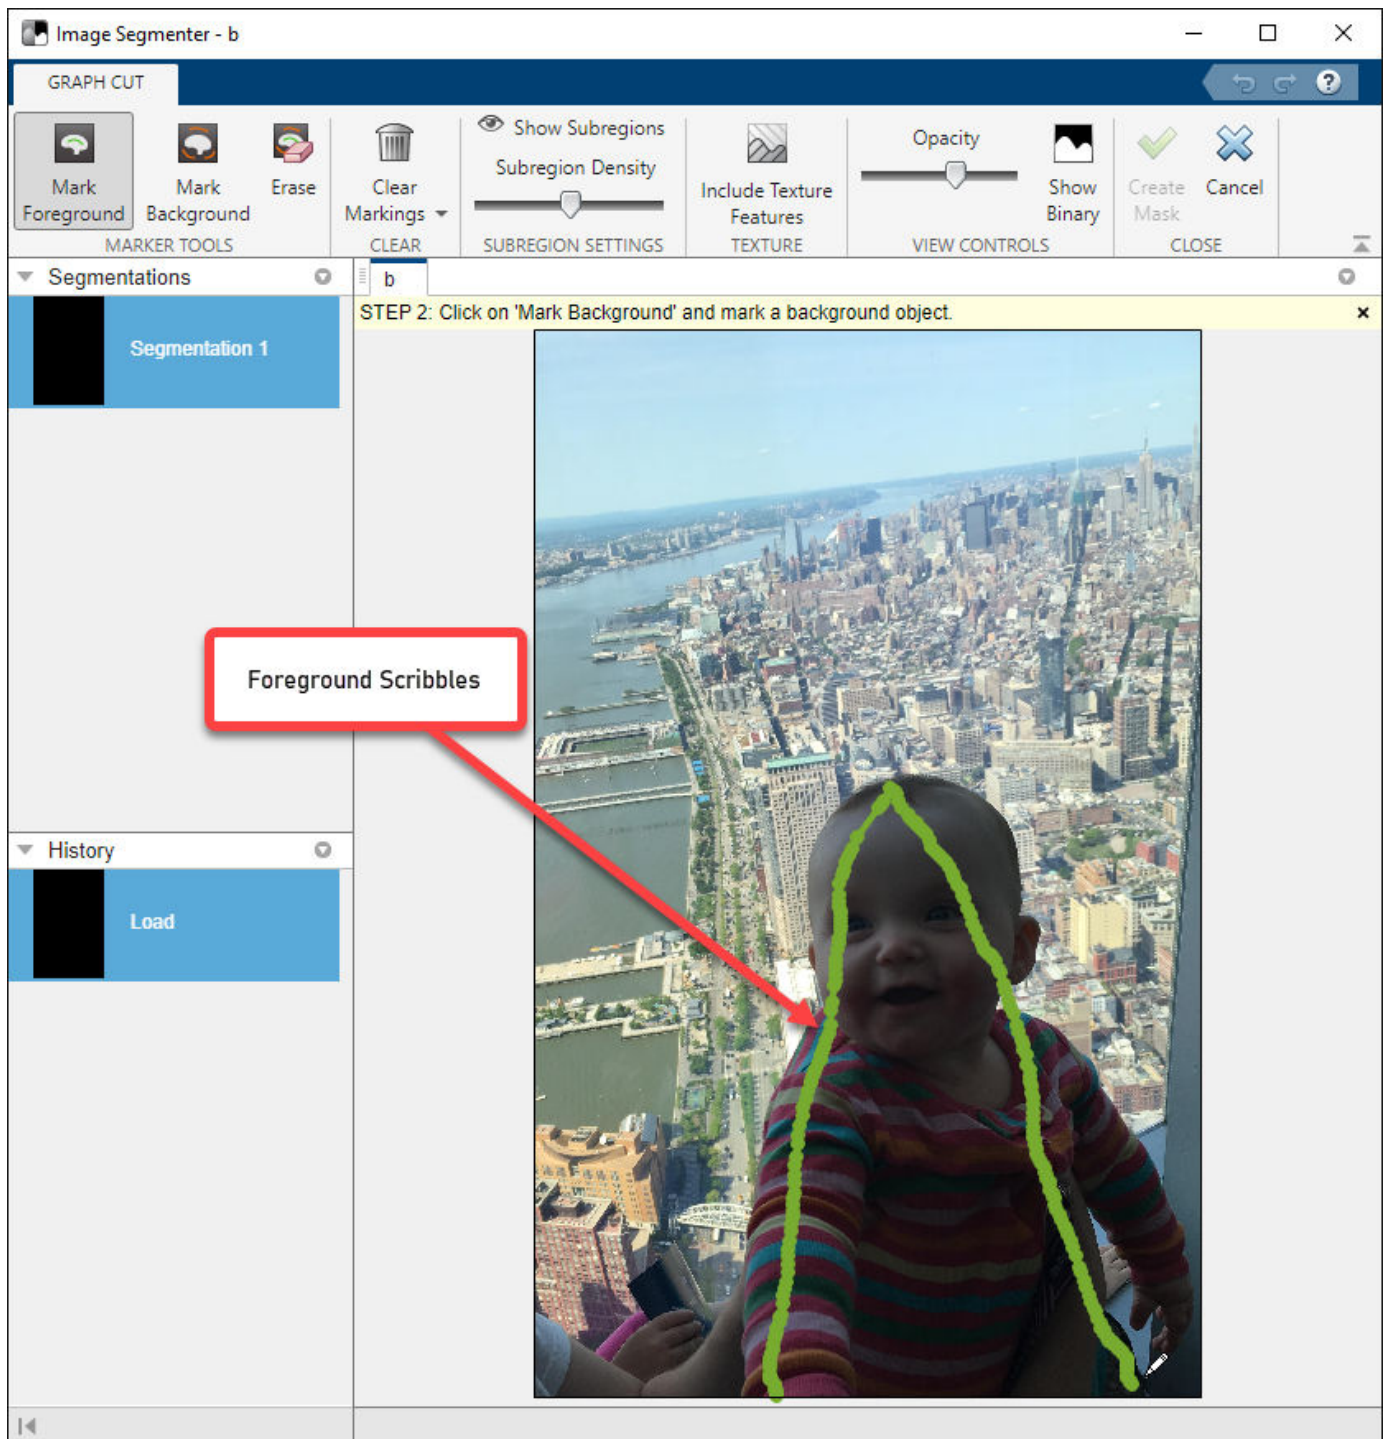 Image Segmenter - b
GRAPH CUT
Mark
Foreground
Mark
Background
Erase
MARKER TOOLS
Clear
Markings
CLEAR
Show Subregions
Subregion Density
SUBREGION SETTINGS
Include Texture
Features
TEXTURE
Opacity
Show
Binary
VIEW CONTROLS
Create
Mask
Cancel
CLOSE
Segmentations
b
STEP 2: Click on 'Mark Background' and mark a background object.
Segmentation 1
Foreground Scribbles
History
Load